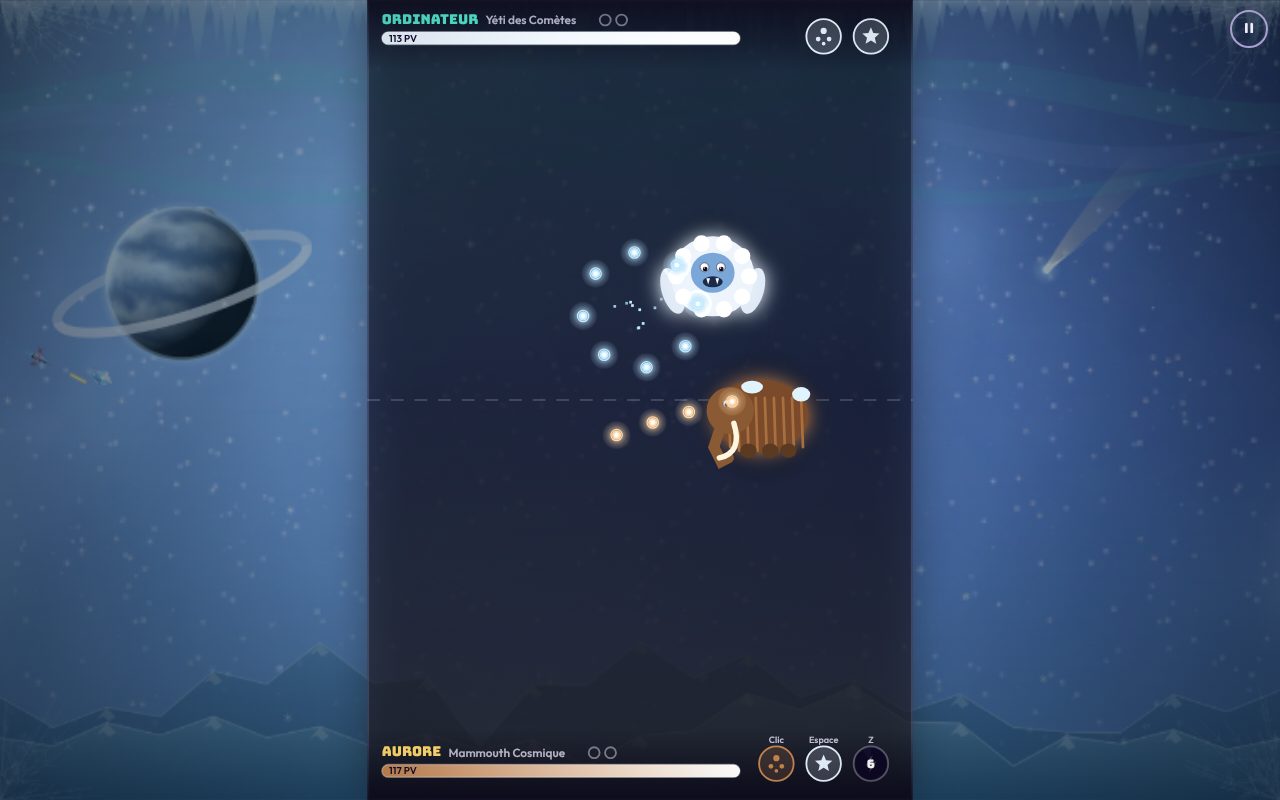 ORDINATEUR Yéti des Comètes
113 PV
Clic Espace Z
AURORE Mammouth Cosmique
6
117 PV